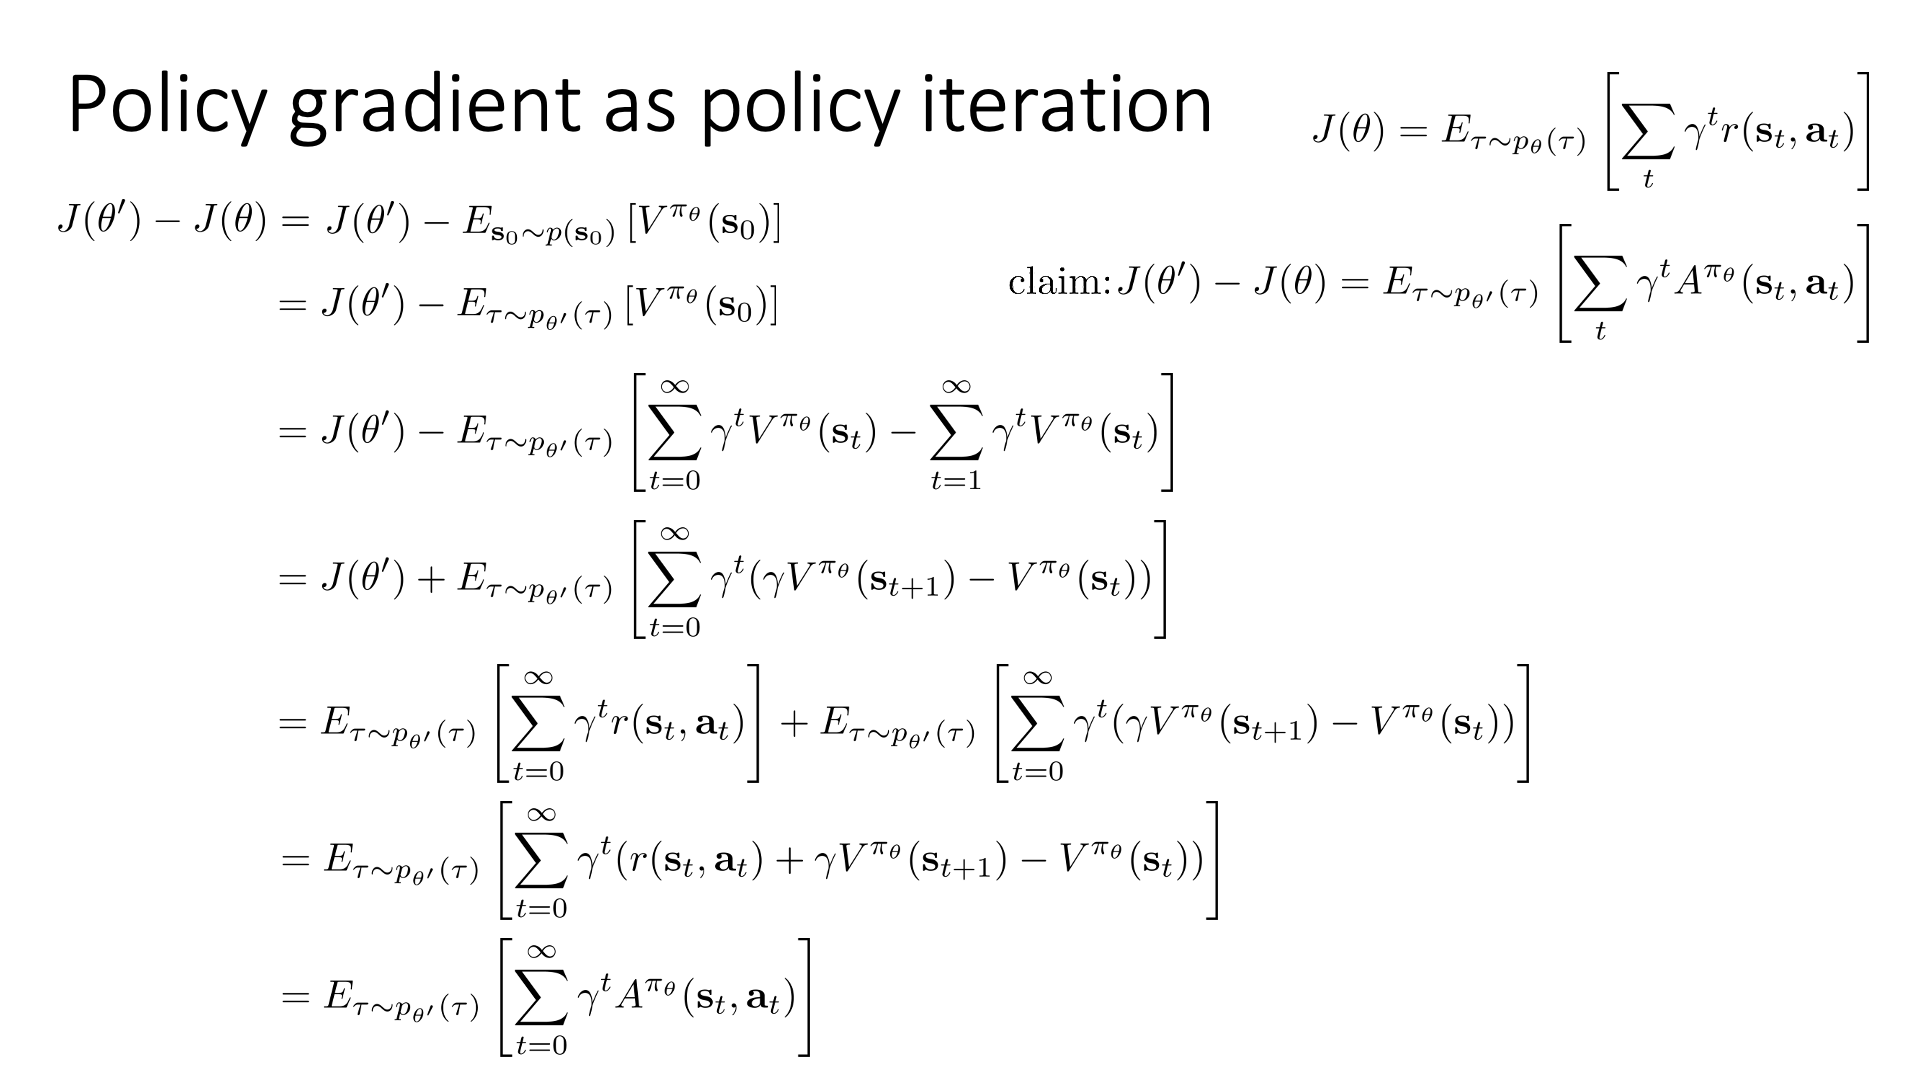 Policy gradient as policy iteration
$J(\theta) = E_{\tau \sim p_\theta(\tau)} \left[ \sum_t \gamma^t r(\mathbf{s}_t, \mathbf{a}_t) \right]$
$J(\theta') - J(\theta) = J(\theta') - E_{\mathbf{s}_0 \sim p(\mathbf{s}_0)} \left[ V^{\pi_\theta}(\mathbf{s}_0) \right]$
claim: $J(\theta') - J(\theta) = E_{\tau \sim p_{\theta'}(\tau)} \left[ \sum_t \gamma^t A^{\pi_\theta}(\mathbf{s}_t, \mathbf{a}_t) \right]$
$= J(\theta') - E_{\tau \sim p_{\theta'}(\tau)} \left[ V^{\pi_\theta}(\mathbf{s}_0) \right]$
$= J(\theta') - E_{\tau \sim p_{\theta'}(\tau)} \left[ \sum_{t=0}^{\infty} \gamma^t V^{\pi_\theta}(\mathbf{s}_t) - \sum_{t=1}^{\infty} \gamma^t V^{\pi_\theta}(\mathbf{s}_t) \right]$
$= J(\theta') + E_{\tau \sim p_{\theta'}(\tau)} \left[ \sum_{t=0}^{\infty} \gamma^t (\gamma V^{\pi_\theta}(\mathbf{s}_{t+1}) - V^{\pi_\theta}(\mathbf{s}_t)) \right]$
$= E_{\tau \sim p_{\theta'}(\tau)} \left[ \sum_{t=0}^{\infty} \gamma^t r(\mathbf{s}_t, \mathbf{a}_t) \right] + E_{\tau \sim p_{\theta'}(\tau)} \left[ \sum_{t=0}^{\infty} \gamma^t (\gamma V^{\pi_\theta}(\mathbf{s}_{t+1}) - V^{\pi_\theta}(\mathbf{s}_t)) \right]$
$= E_{\tau \sim p_{\theta'}(\tau)} \left[ \sum_{t=0}^{\infty} \gamma^t (r(\mathbf{s}_t, \mathbf{a}_t) + \gamma V^{\pi_\theta}(\mathbf{s}_{t+1}) - V^{\pi_\theta}(\mathbf{s}_t)) \right]$
$= E_{\tau \sim p_{\theta'}(\tau)} \left[ \sum_{t=0}^{\infty} \gamma^t A^{\pi_\theta}(\mathbf{s}_t, \mathbf{a}_t) \right]$